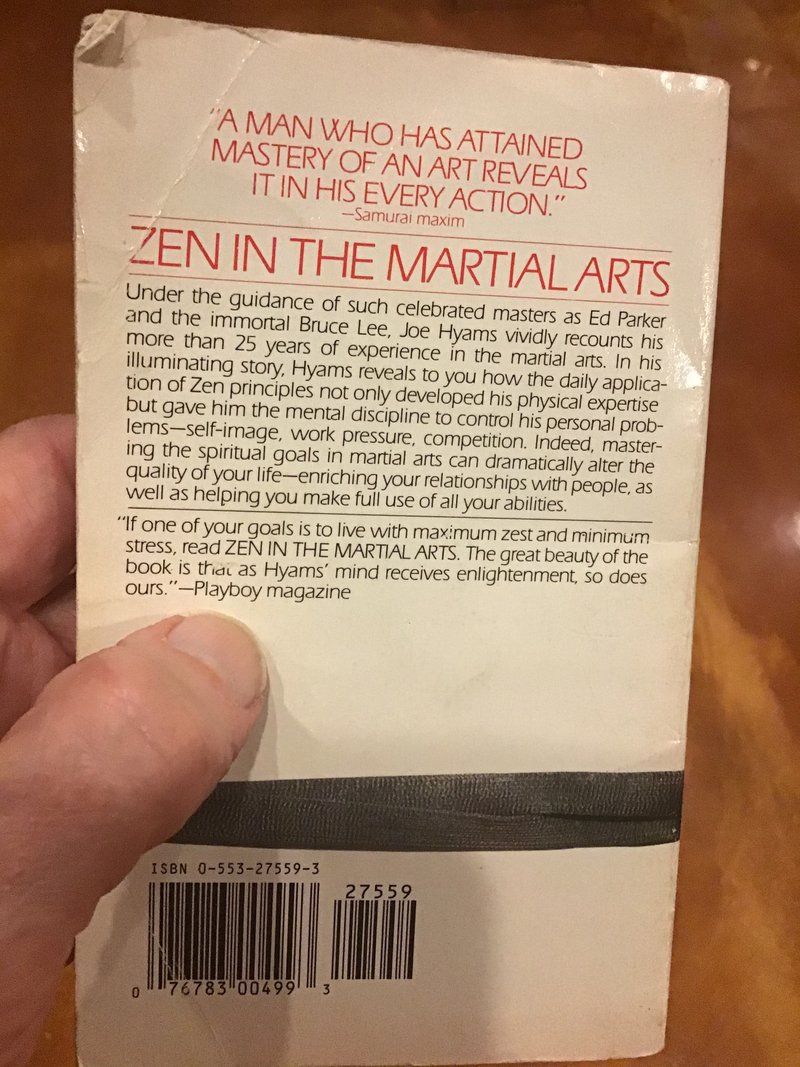 "A MAN WHO HAS ATTAINED
MASTERY OF AN ART REVEALS
IT IN HIS EVERY ACTION."
—Samurai maxim
ZEN IN THE MARTIAL ARTS
Under the guidance of such celebrated masters as Ed Parker
and the immortal Bruce Lee, Joe Hyams vividly recounts his
more than 25 years of experience in the martial arts. In his
illuminating story, Hyams reveals to you how the daily applica-
tion of Zen principles not only developed his physical expertise
but gave him the mental discipline to control his personal prob-
lems—self-image, work pressure, competition. Indeed, master-
ing the spiritual goals in martial arts can dramatically alter the
quality of your life—enriching your relationships with people, as
well as helping you make full use of all your abilities.
"If one of your goals is to live with maximum zest and minimum
stress, read ZEN IN THE MARTIAL ARTS. The great beauty of the
book is that as Hyams' mind receives enlightenment, so does
ours."—Playboy magazine
ISBN 0-553-27559-3
27559
0 76783 00499 3